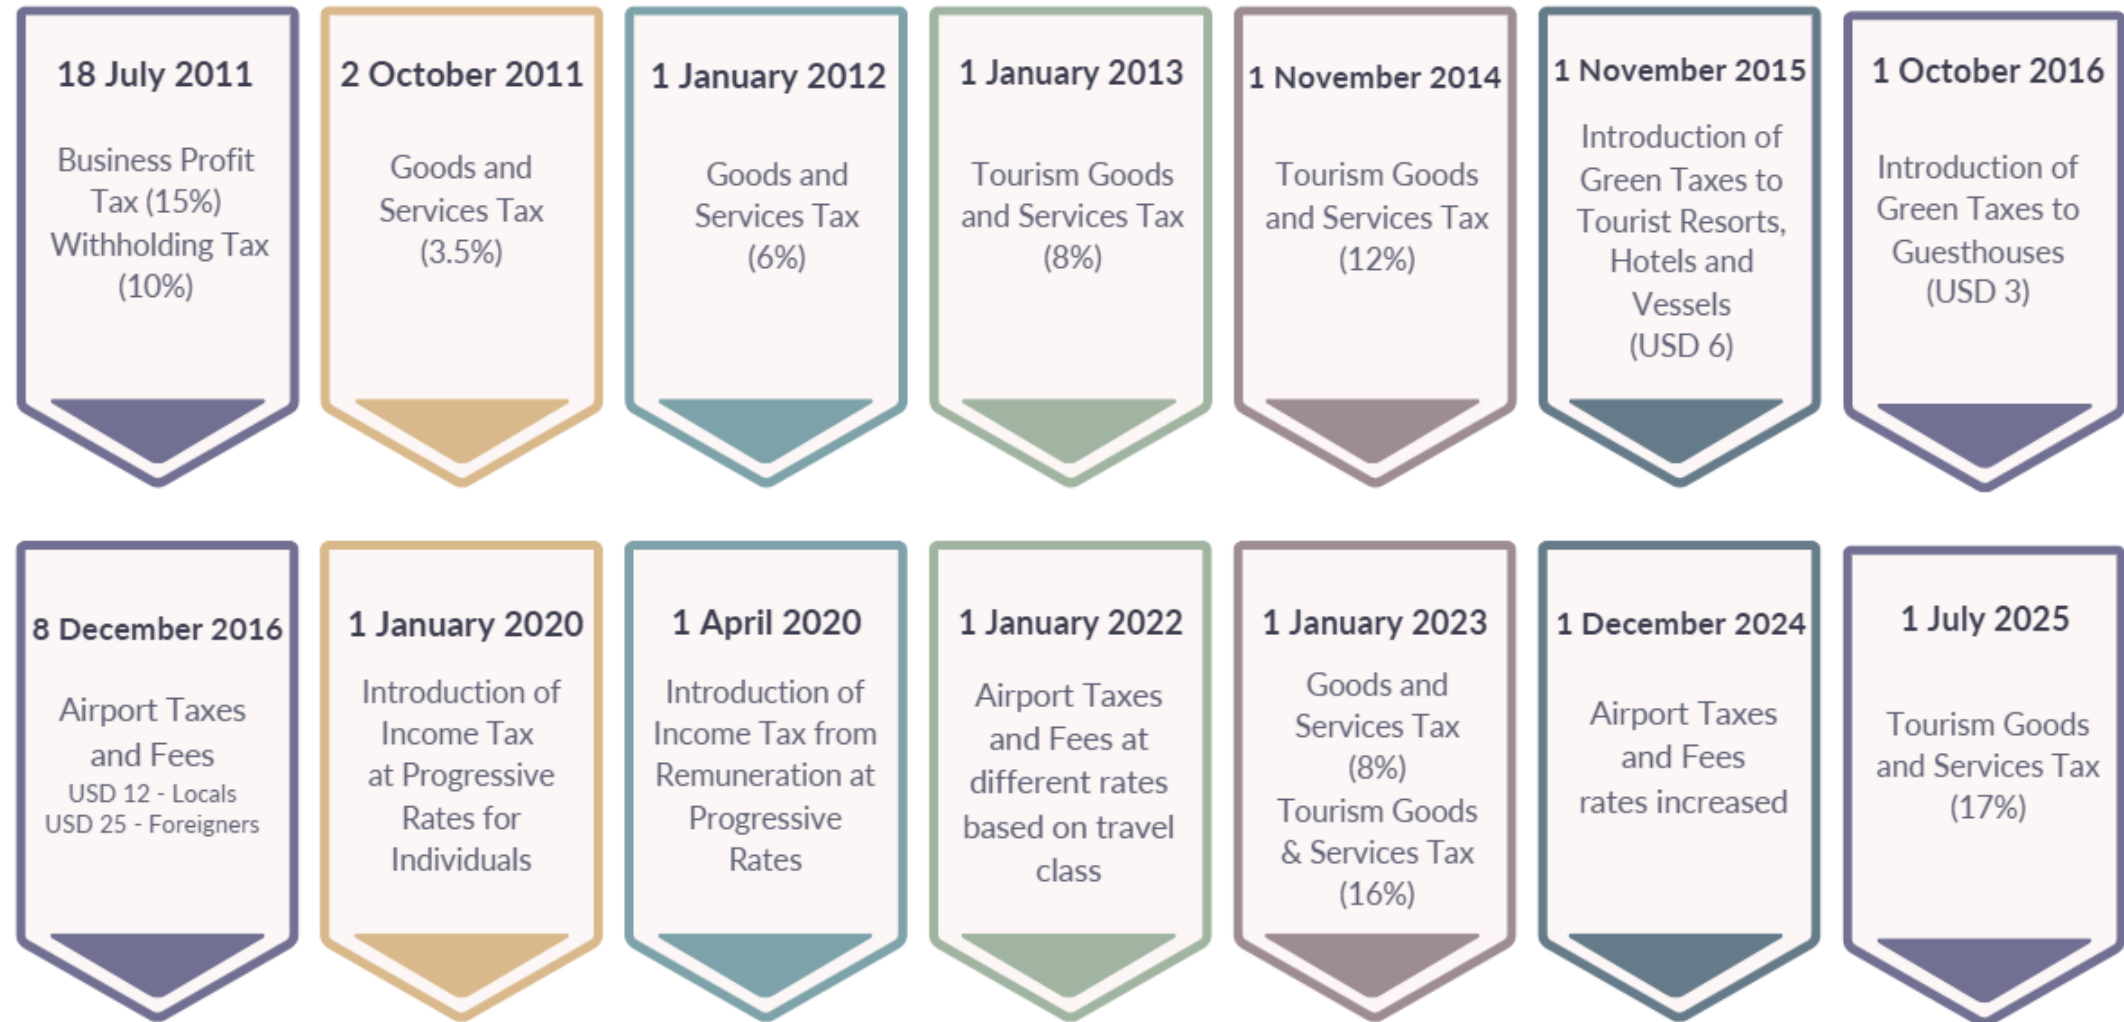 18 July 2011
Business Profit
Tax (15%)
Withholding Tax
(10%)
2 October 2011
Goods and
Services Tax
(3.5%)
1 January 2012
Goods and
Services Tax
(6%)
1 January 2013
Tourism Goods
and Services Tax
(8%)
1 November 2014
Tourism Goods
and Services Tax
(12%)
1 November 2015
Introduction of
Green Taxes to
Tourist Resorts,
Hotels and
Vessels
(USD 6)
1 October 2016
Introduction of
Green Taxes to
Guesthouses
(USD 3)
8 December 2016
Airport Taxes
and Fees
USD 12 - Locals
USD 25 - Foreigners
1 January 2020
Introduction of
Income Tax
at Progressive
Rates for
Individuals
1 April 2020
Introduction of
Income Tax from
Remuneration at
Progressive
Rates
1 January 2022
Airport Taxes
and Fees at
different rates
based on travel
class
1 January 2023
Goods and
Services Tax
(8%)
Tourism Goods
& Services Tax
(16%)
1 December 2024
Airport Taxes
and Fees
rates increased
1 July 2025
Tourism Goods
and Services Tax
(17%)